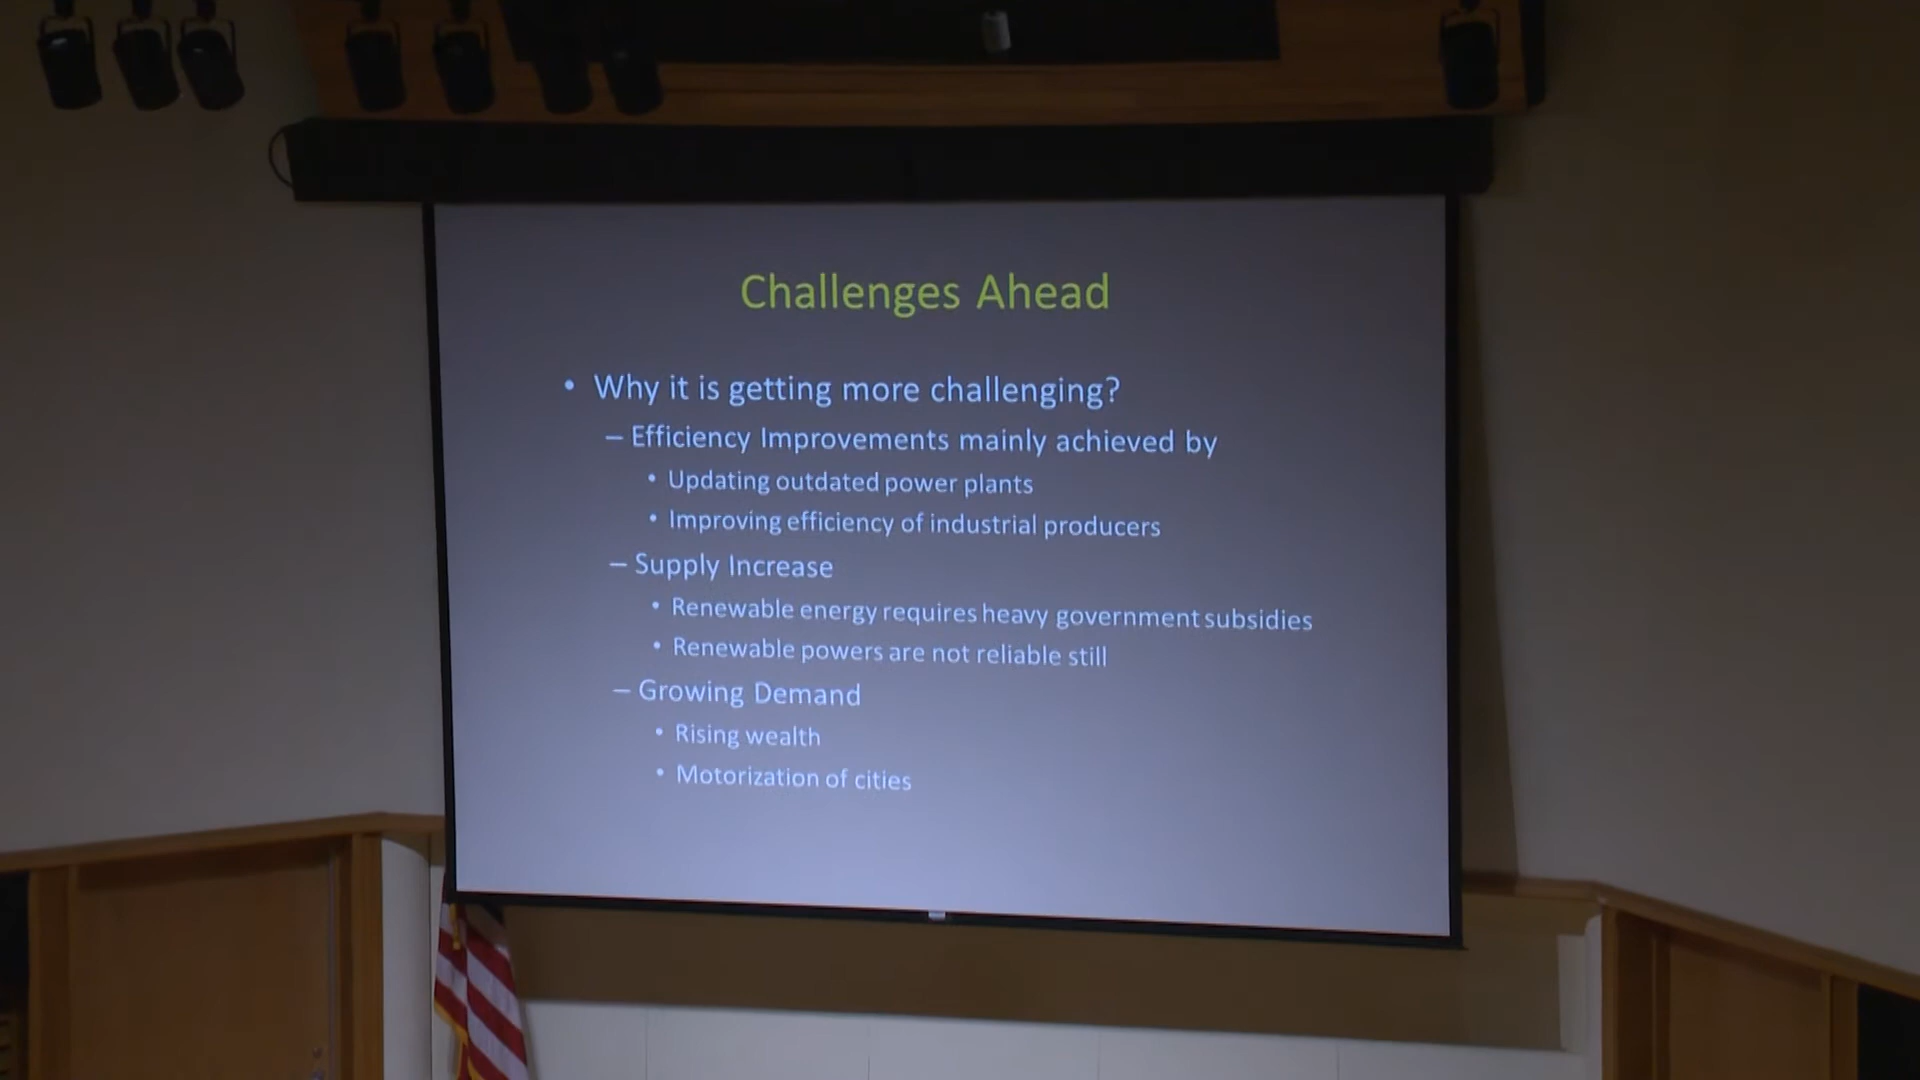 Challenges Ahead
• Why it is getting more challenging?
– Efficiency Improvements mainly achieved by
• Updating outdated power plants
• Improving efficiency of industrial producers
– Supply Increase
• Renewable energy requires heavy government subsidies
• Renewable powers are not reliable still
– Growing Demand
• Rising wealth
• Motorization of cities